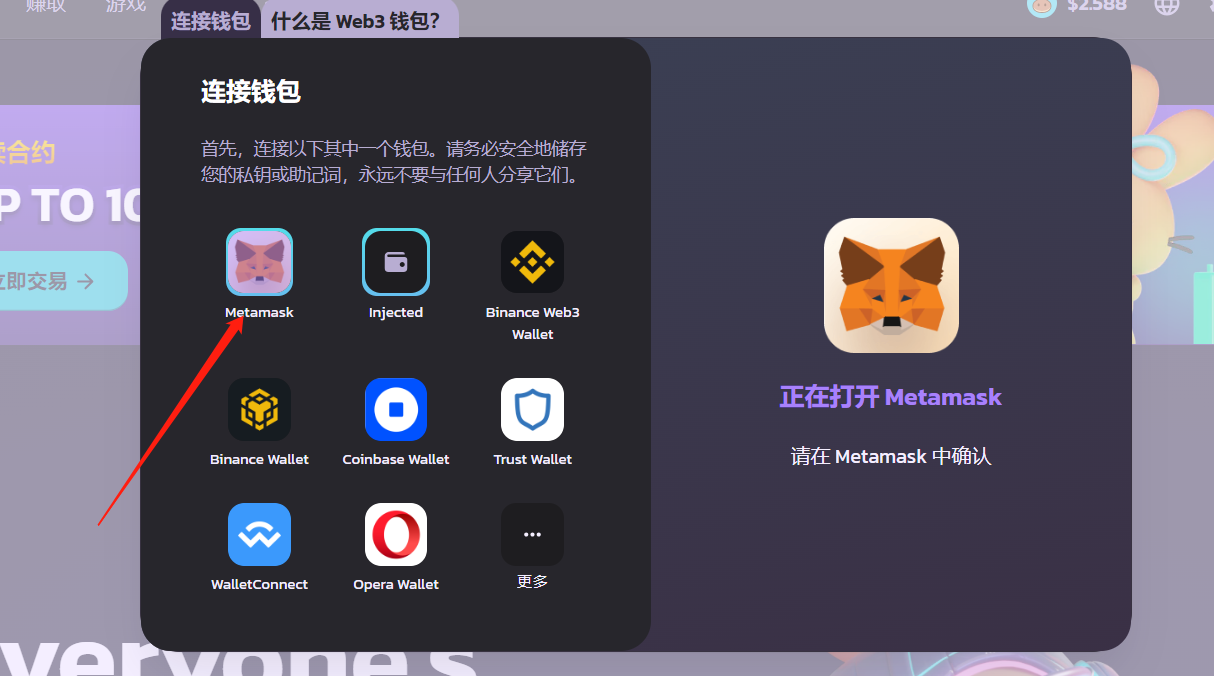 赚取
游戏
连接钱包
什么是 Web3 钱包？
$2.588
连接钱包
首先，连接以下其中一个钱包。请务必安全地储存
您的私钥或助记词，永远不要与任何人分享它们。
合约
P TO 10
立即交易 →
Metamask
Injected
Binance Web3
Wallet
Binance Wallet
Coinbase Wallet
Trust Wallet
WalletConnect
Opera Wallet
更多
正在打开 Metamask
请在 Metamask 中确认
veryone's